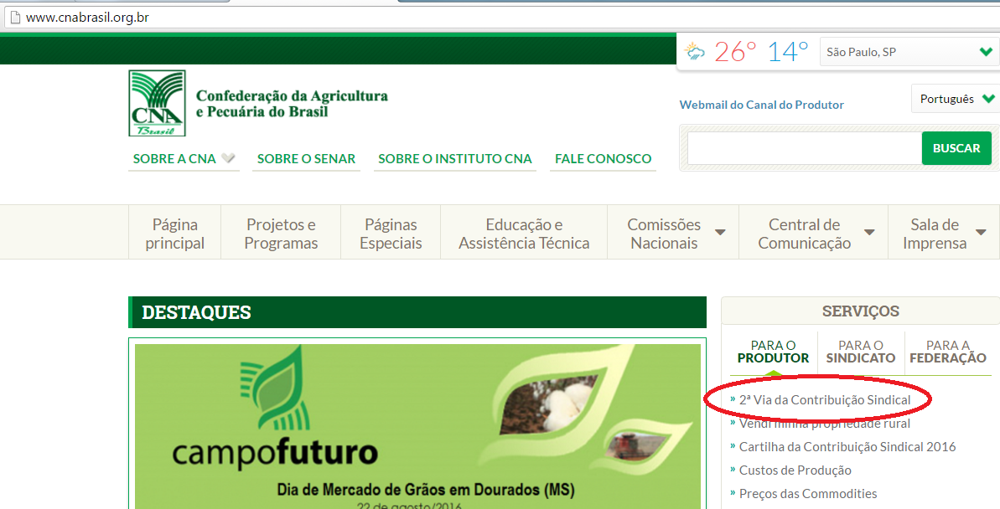 www.cnabrasil.org.br
26° 14°
São Paulo, SP
CNA
Brasil
Confederação da Agricultura
e Pecuária do Brasil
Webmail do Canal do Produtor
Português
BUSCAR
SOBRE A CNA
SOBRE O SENAR
SOBRE O INSTITUTO CNA
FALE CONOSCO
Página
principal
Projetos e
Programas
Páginas
Especiais
Educação e
Assistência Técnica
Comissões
Nacionais
Central de
Comunicação
Sala de
Imprensa
DESTAQUES
campofuturo
Dia de Mercado de Grãos em Dourados (MS)
22 de agosto/2016
SERVIÇOS
PARA O
PRODUTOR
PARA O
SINDICATO
PARA A
FEDERAÇÃO
» 2ª Via da Contribuição Sindical
» Vendi minha propriedade rural
» Cartilha da Contribuição Sindical 2016
» Custos de Produção
» Preços das Commodities